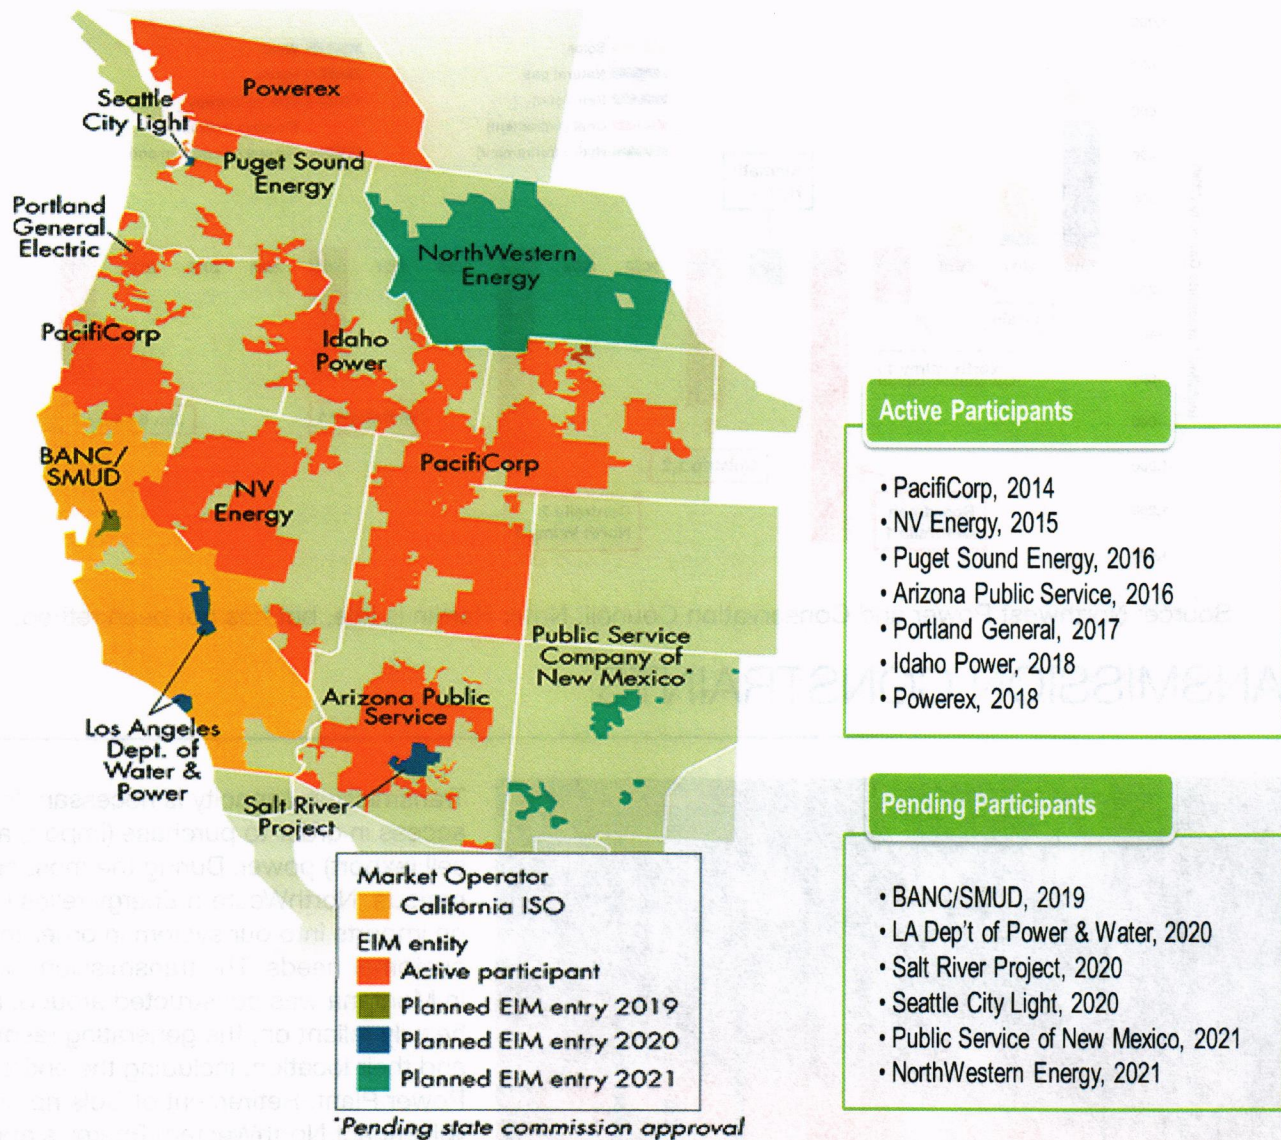 Powerex
Seattle
City Light
Puget Sound
Energy
Portland
General
Electric
NorthWestern
Energy
PacifiCorp
Idaho
Power
BANC/
SMUD
NV
Energy
PacifiCorp
Public Service
Company of
New Mexico*
Arizona Public
Service
Los Angeles
Dept. of
Water &
Power
Salt River
Project
Market Operator
California ISO
EIM entity
Active participant
Planned EIM entry 2019
Planned EIM entry 2020
Planned EIM entry 2021
*Pending state commission approval
Active Participants
• PacifiCorp, 2014
• NV Energy, 2015
• Puget Sound Energy, 2016
• Arizona Public Service, 2016
• Portland General, 2017
• Idaho Power, 2018
• Powerex, 2018
Pending Participants
• BANC/SMUD, 2019
• LA Dep't of Power & Water, 2020
• Salt River Project, 2020
• Seattle City Light, 2020
• Public Service of New Mexico, 2021
• NorthWestern Energy, 2021